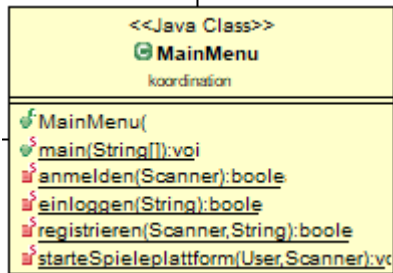 <<Java Class>>
MainMenu
koordination
MainMenu(
main(String[]):voi
anmelden(Scanner):boole
einloggen(String):boole
registrieren(Scanner,String):boole
starteSpieleplattform(User,Scanner):vo